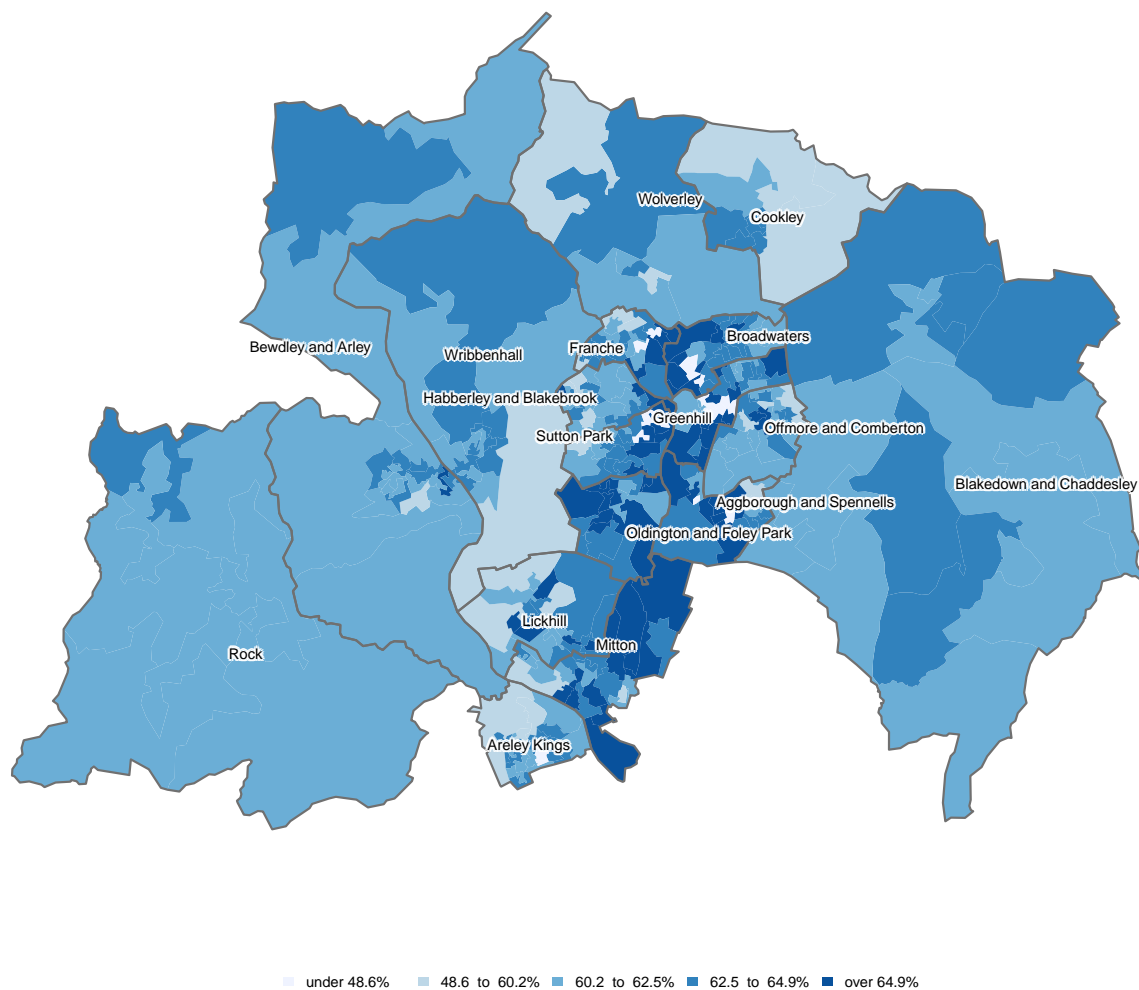 Wolverley
Cookley
Broadwaters
Bewdley and Arley
Wribbenhall
Franche
Habberley and Blakebrook
Greenhill
Sutton Park
Offmore and Comberton
Blakedown and Chaddesley
Aggborough and Spennells
Oldington and Foley Park
Lickhill
Mitton
Rock
Areley Kings
under 48.6%
48.6 to 60.2%
60.2 to 62.5%
62.5 to 64.9%
over 64.9%